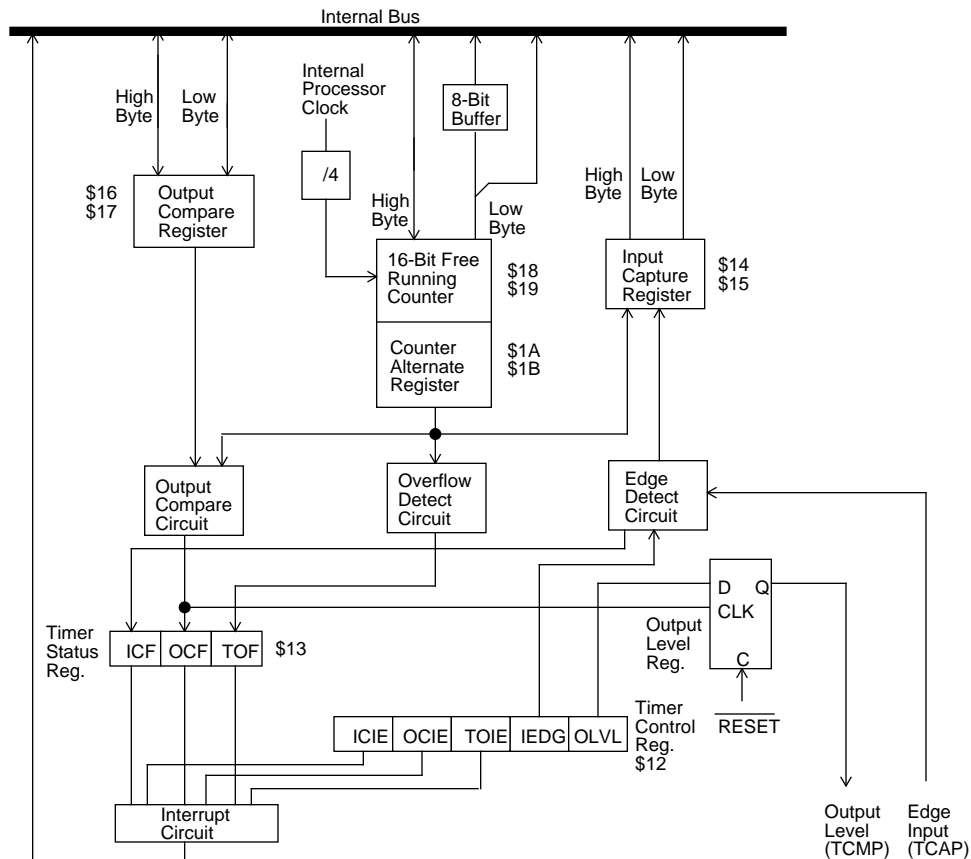 Internal Bus
High
Byte
Low
Byte
Internal
Processor
Clock
8-Bit
Buffer
/4
High
Byte
Low
Byte
High
Byte
Low
Byte
$16
$17
Output
Compare
Register
16-Bit Free
Running
Counter
$18
$19
Input
Capture
Register
$14
$15
Counter
Alternate
Register
$1A
$1B
Output
Compare
Circuit
Overflow
Detect
Circuit
Edge
Detect
Circuit
D Q
CLK
C
Output
Level
Reg.
RESET
Timer
Status
Reg.
ICF OCF TOF
$13
ICIE OCIE TOIE IEDG OLVL
Timer
Control
Reg.
$12
Interrupt
Circuit
Output
Level
(TCMP)
Edge
Input
(TCAP)